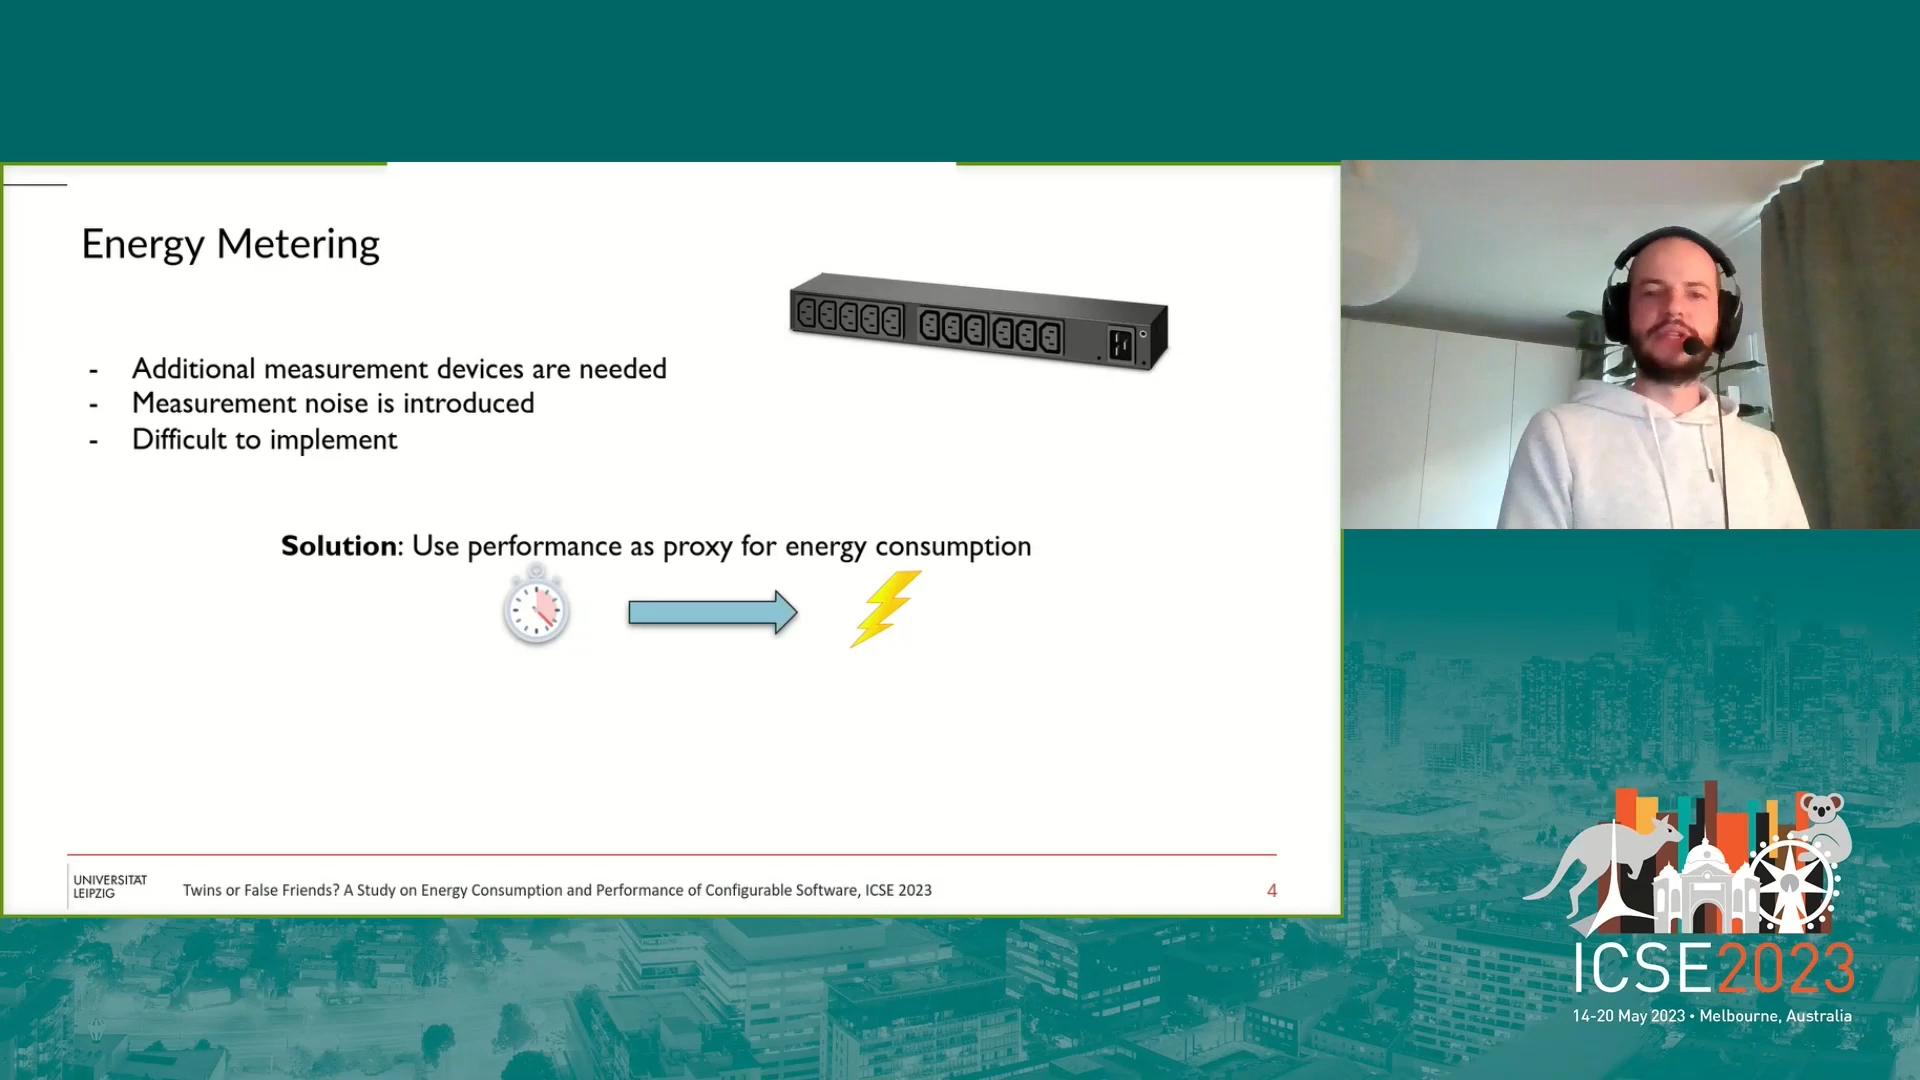 Energy Metering
- Additional measurement devices are needed
- Measurement noise is introduced
- Difficult to implement
Solution: Use performance as proxy for energy consumption
UNIVERSITÄT
LEIPZIG
Twins or False Friends? A Study on Energy Consumption and Performance of Configurable Software, ICSE 2023
4
ICSE2023
14-20 May 2023 • Melbourne, Australia